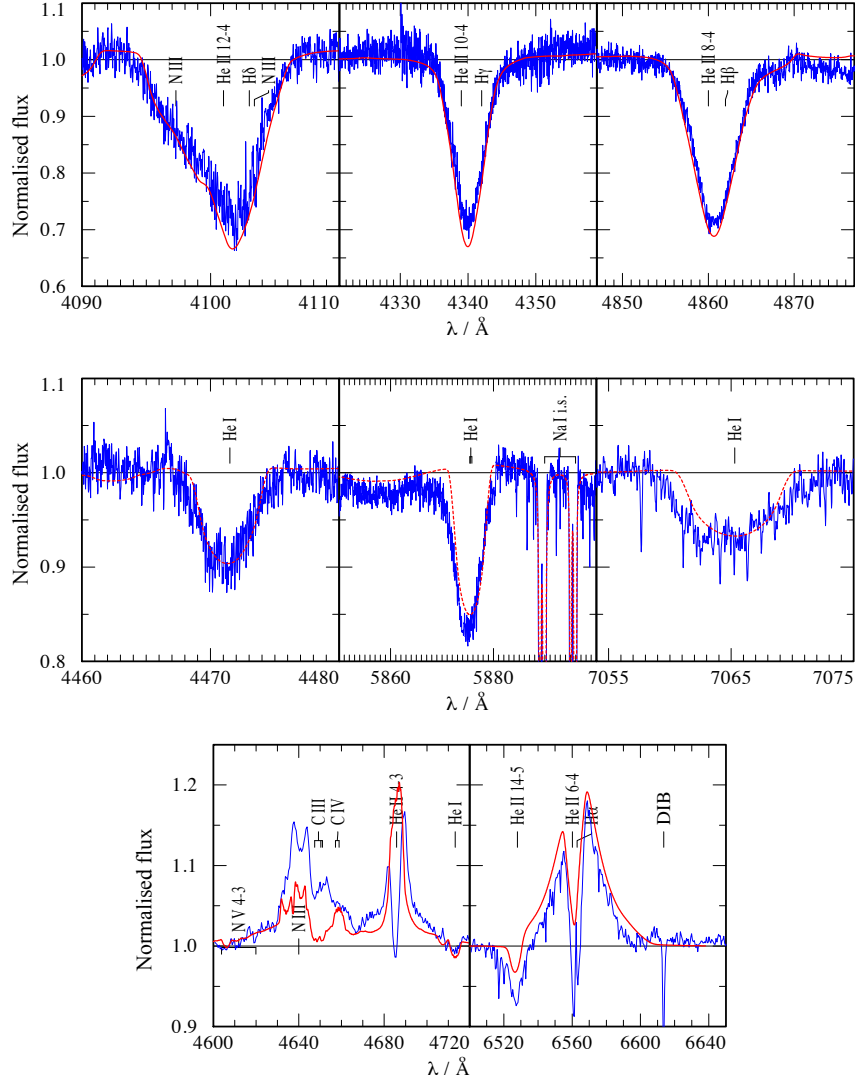 Normalised flux
1.1
1.0
0.9
0.8
0.7
0.6
N III
He II 12-4
Hδ
N III
He II 10-4
Hγ
He II 8-4
Hβ
4090 4100 4110 4330 4340 4350 4850 4860 4870
λ / Å
Normalised flux
1.1
1.0
0.9
0.8
He I
He I
Na I i.s.
He I
4460 4470 4480 5860 5880 7055 7065 7075
λ / Å
Normalised flux
1.2
1.1
1.0
0.9
N V 4-3
N III
C III
C IV
He II 4-3
He I
He II 14-5
He II 6-4
Hα
DIB
4600 4640 4680 4720 6520 6560 6600 6640
λ / Å